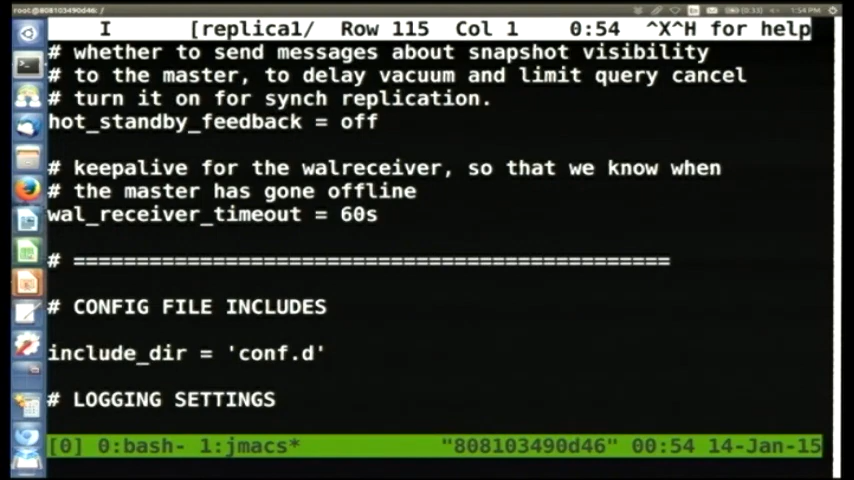 root@808103490d46: /
1:54 PM
I [replica1/ Row 115 Col 1 0:54 ^X^H for help
# whether to send messages about snapshot visibility
# to the master, to delay vacuum and limit query cancel
# turn it on for synch replication.
hot_standby_feedback = off
# keepalive for the walreceiver, so that we know when
# the master has gone offline
wal_receiver_timeout = 60s
# ===============================================
# CONFIG FILE INCLUDES
include_dir = 'conf.d'
# LOGGING SETTINGS
[0] 0:bash- 1:jmacs* "808103490d46" 00:54 14-Jan-15